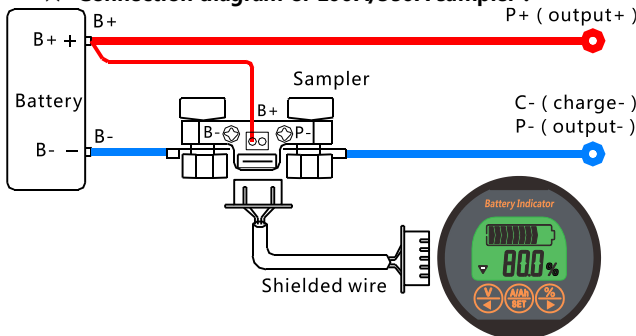 B+
P+ ( output+ )
B+ +
Sampler
Battery
B+
C- ( charge- )
B- P-
P- ( output- )
B-
B- −
Battery Indicator
80.0 %
Shielded wire
V A/Ah %
SET